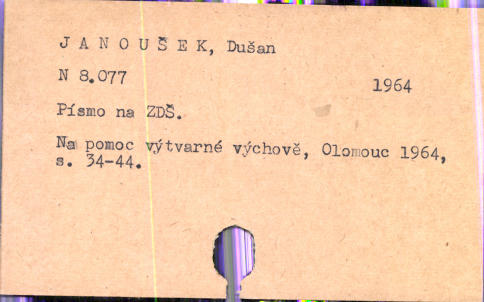 J A N O U Š E K, Dušan
N 8.077
1964
Písmo na ZDŠ.
Na pomoc výtvarné výchově, Olomouc 1964,
s. 34-44.